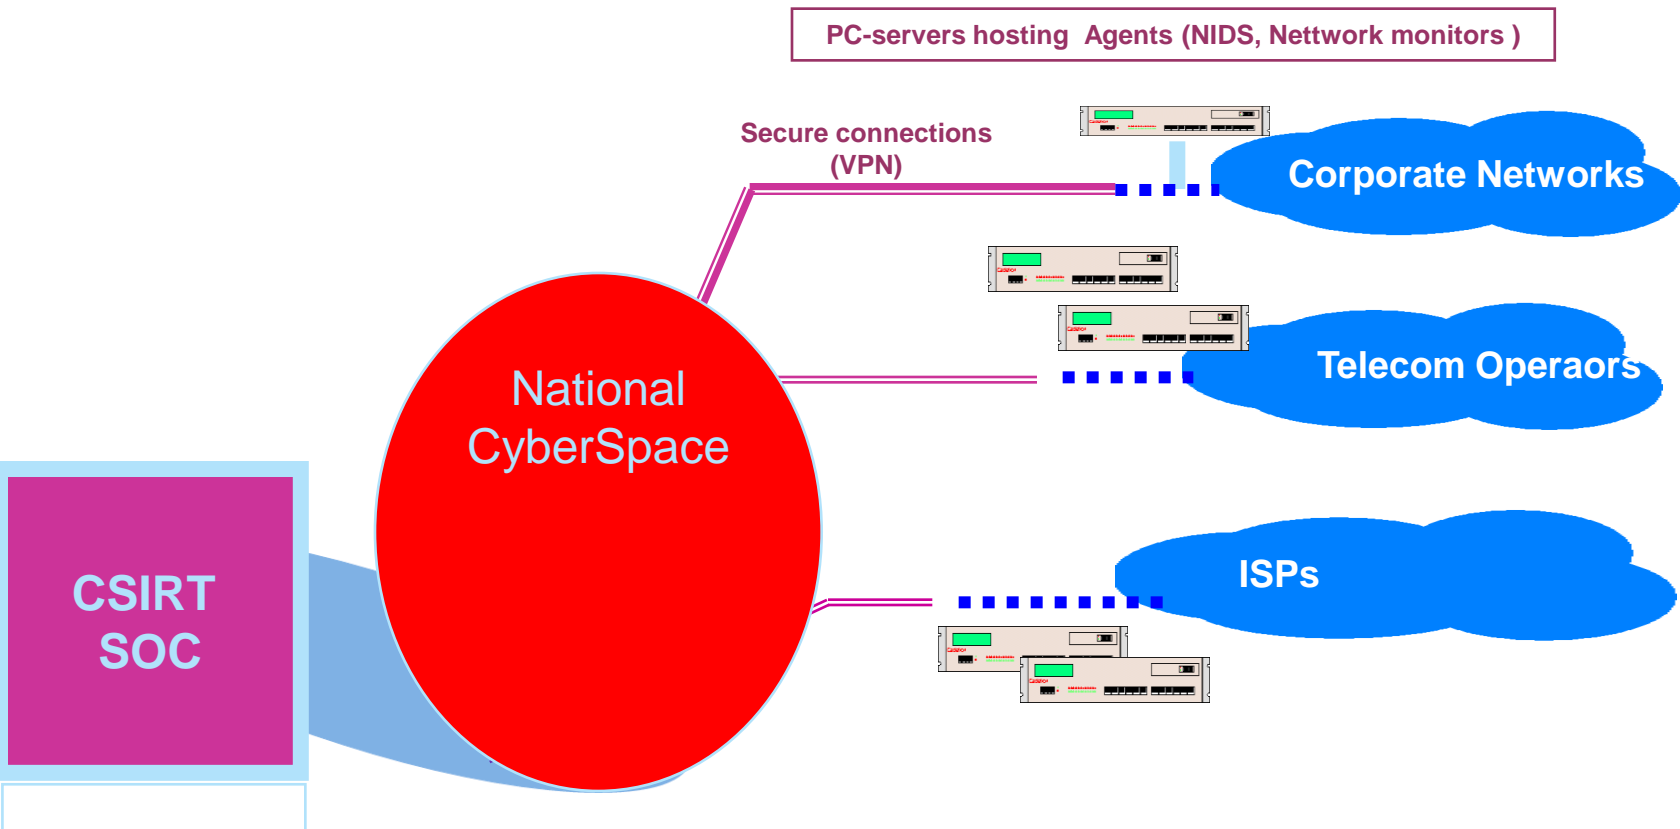 PC-servers hosting Agents (NIDS, Nettwork monitors )
Secure connections
(VPN)
Corporate Networks
National
CyberSpace
Telecom Operaors
CSIRT
SOC
ISPs